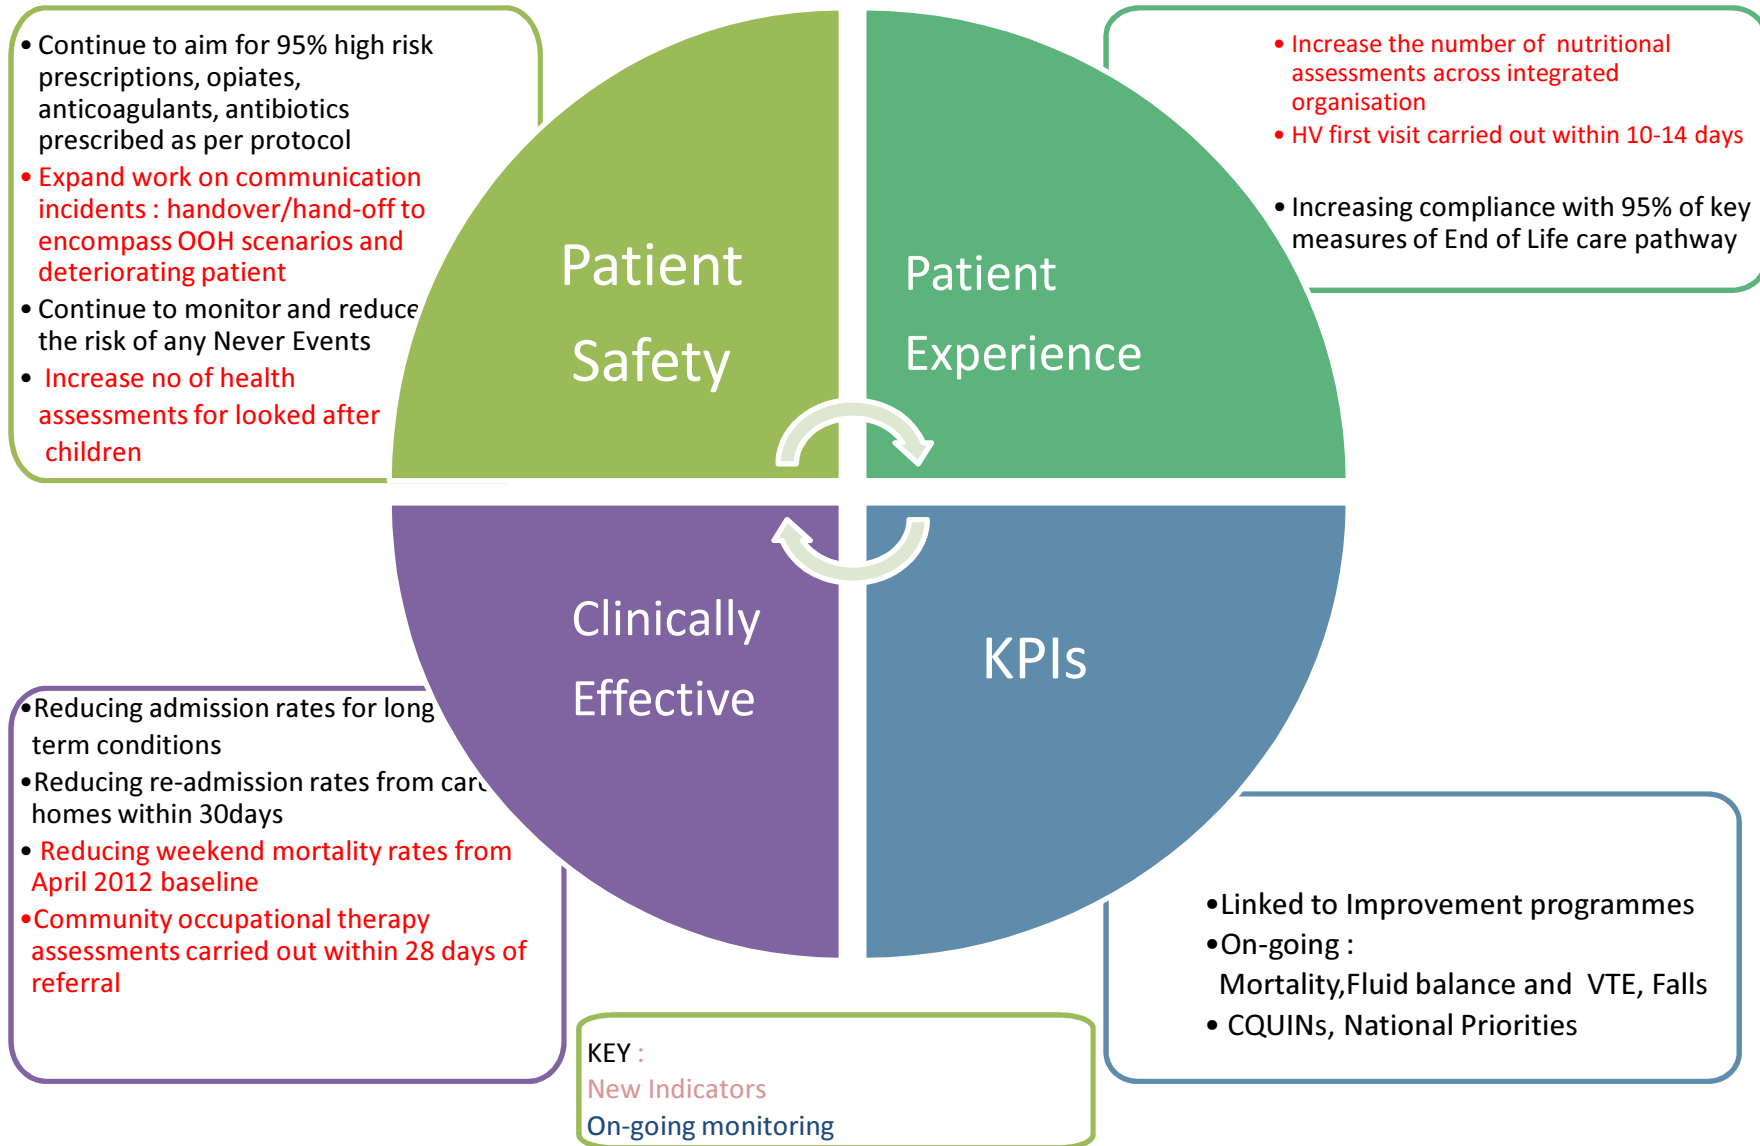 • Continue to aim for 95% high risk
prescriptions, opiates,
anticoagulants, antibiotics
prescribed as per protocol
• Expand work on communication
incidents : handover/hand-off to
encompass OOH scenarios and
deteriorating patient
• Continue to monitor and reduce
the risk of any Never Events
• Increase no of health
assessments for looked after
children
Patient
Safety
Patient
Experience
• Increase the number of nutritional
assessments across integrated
organisation
• HV first visit carried out within 10-14 days
• Increasing compliance with 95% of key
measures of End of Life care pathway
Clinically
Effective
KPIs
•Reducing admission rates for long
term conditions
•Reducing re-admission rates from care
homes within 30days
• Reducing weekend mortality rates from
April 2012 baseline
•Community occupational therapy
assessments carried out within 28 days of
referral
•Linked to Improvement programmes
•On-going :
Mortality,Fluid balance and VTE, Falls
• CQUINs, National Priorities
KEY :
New Indicators
On-going monitoring